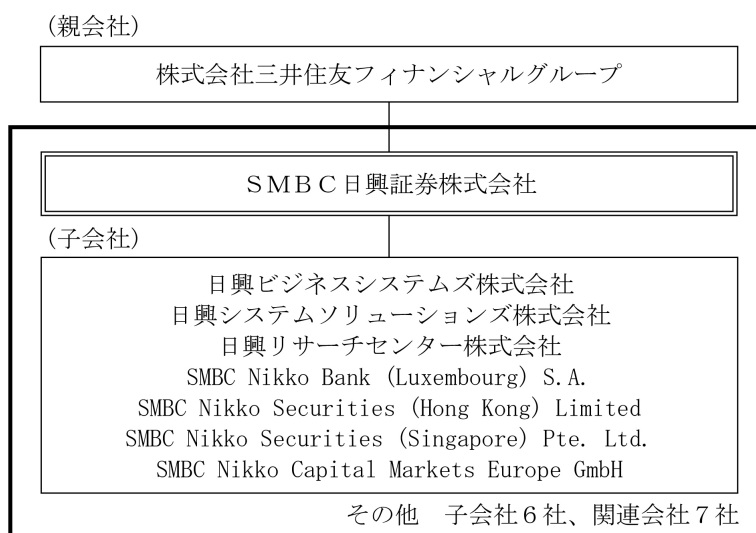 (親会社)
株式会社三井住友フィナンシャルグループ
ＳＭＢＣ日興証券株式会社
(子会社)
日興ビジネスシステムズ株式会社
日興システムソリューションズ株式会社
日興リサーチセンター株式会社
SMBC Nikko Bank (Luxembourg) S.A.
SMBC Nikko Securities (Hong Kong) Limited
SMBC Nikko Securities (Singapore) Pte. Ltd.
SMBC Nikko Capital Markets Europe GmbH
その他　子会社６社、関連会社７社